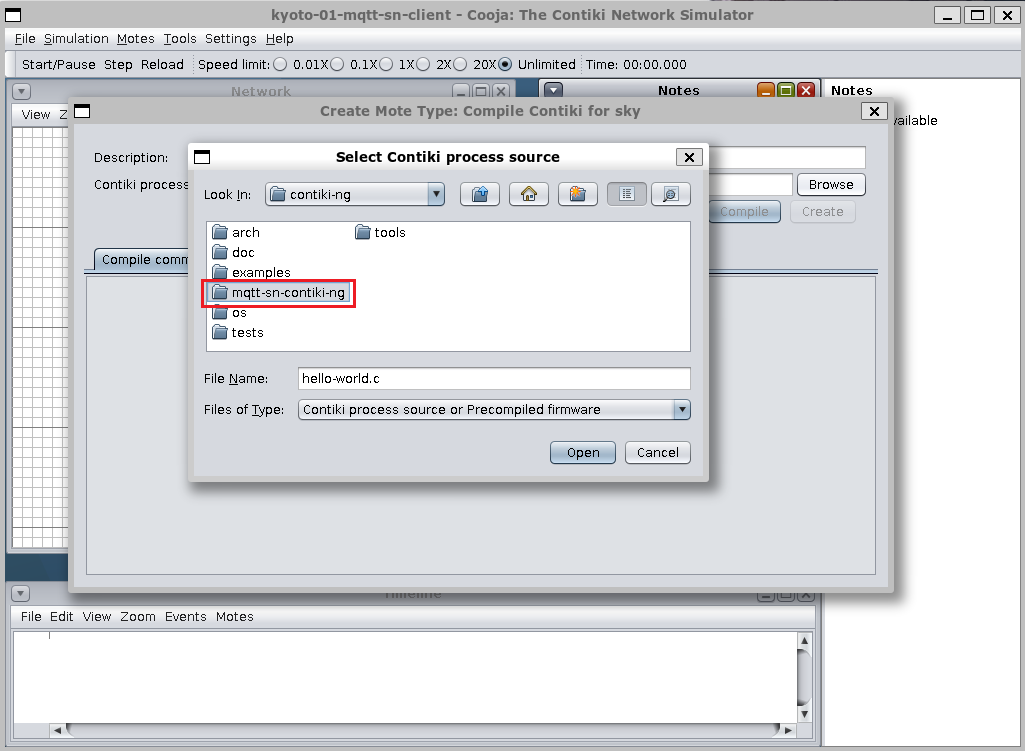 kyoto-01-mqtt-sn-client - Cooja: The Contiki Network Simulator
File Simulation Motes Tools Settings Help
Start/Pause Step Reload Speed limit: 0.01X 0.1X 1X 2X 20X Unlimited Time: 00:00.000
Network
Notes
Notes
View Z
Create Mote Type: Compile Contiki for sky
vailable
Description:
Contiki process
Browse
Compile
Create
Compile comm
Select Contiki process source
Look In: contiki-ng
arch
doc
examples
mqtt-sn-contiki-ng
os
tests
tools
File Name: hello-world.c
Files of Type: Contiki process source or Precompiled firmware
Open Cancel
Timeline
File Edit View Zoom Events Motes